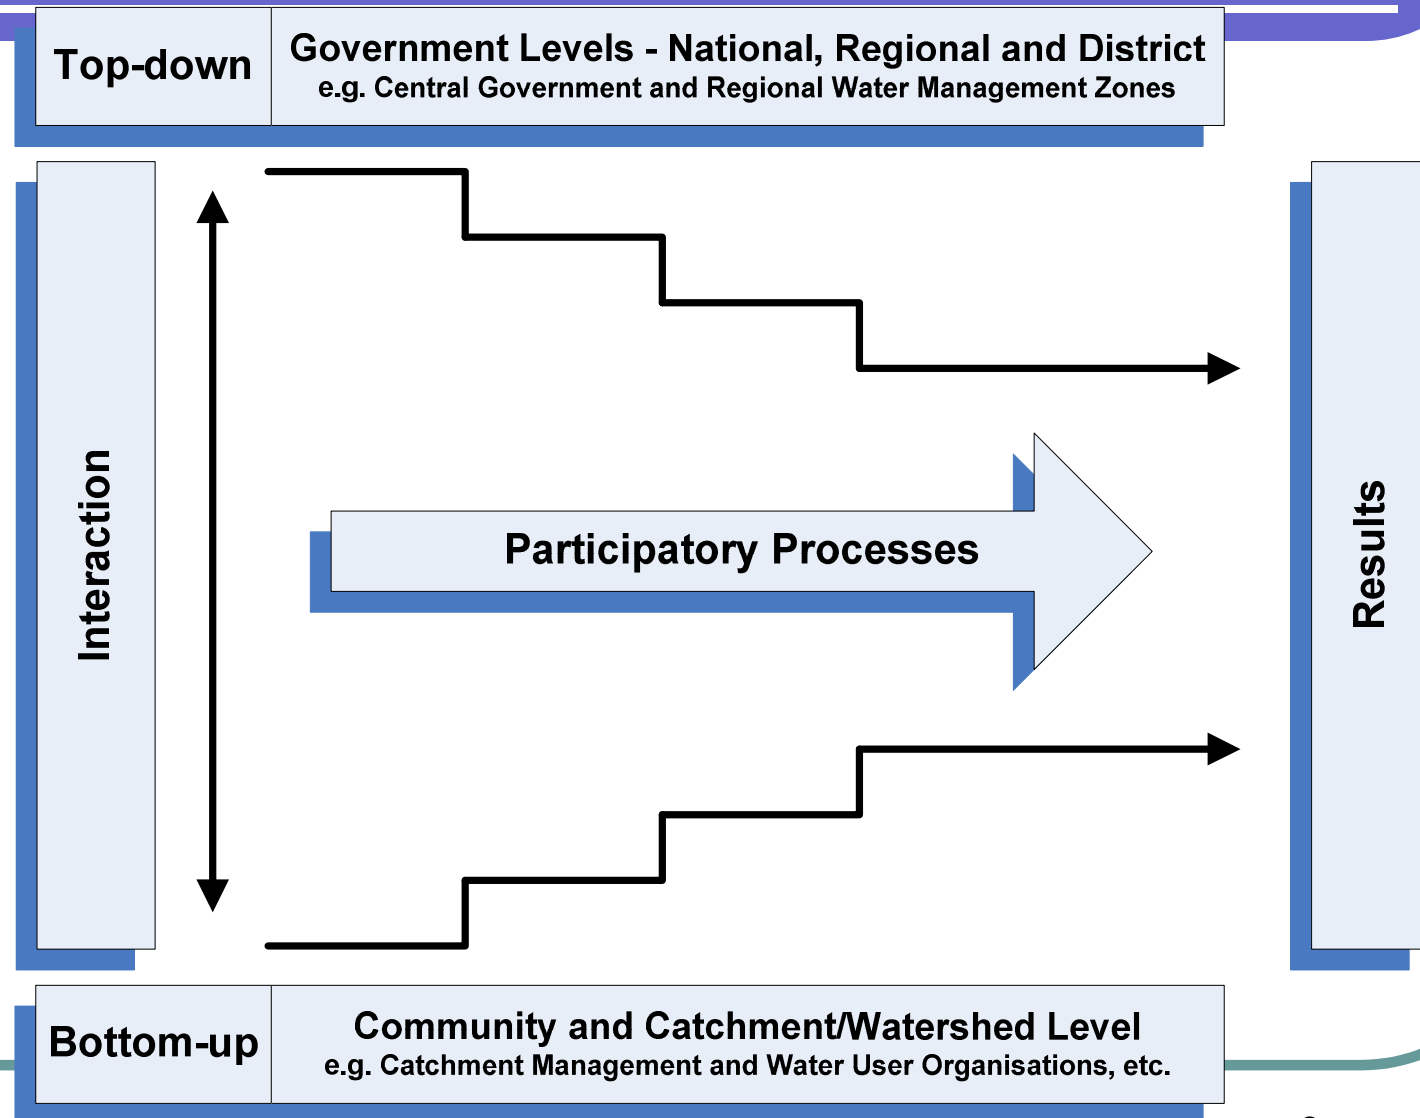 Top-down
Government Levels - National, Regional and District
e.g. Central Government and Regional Water Management Zones
Interaction
Participatory Processes
Results
Bottom-up
Community and Catchment/Watershed Level
e.g. Catchment Management and Water User Organisations, etc.